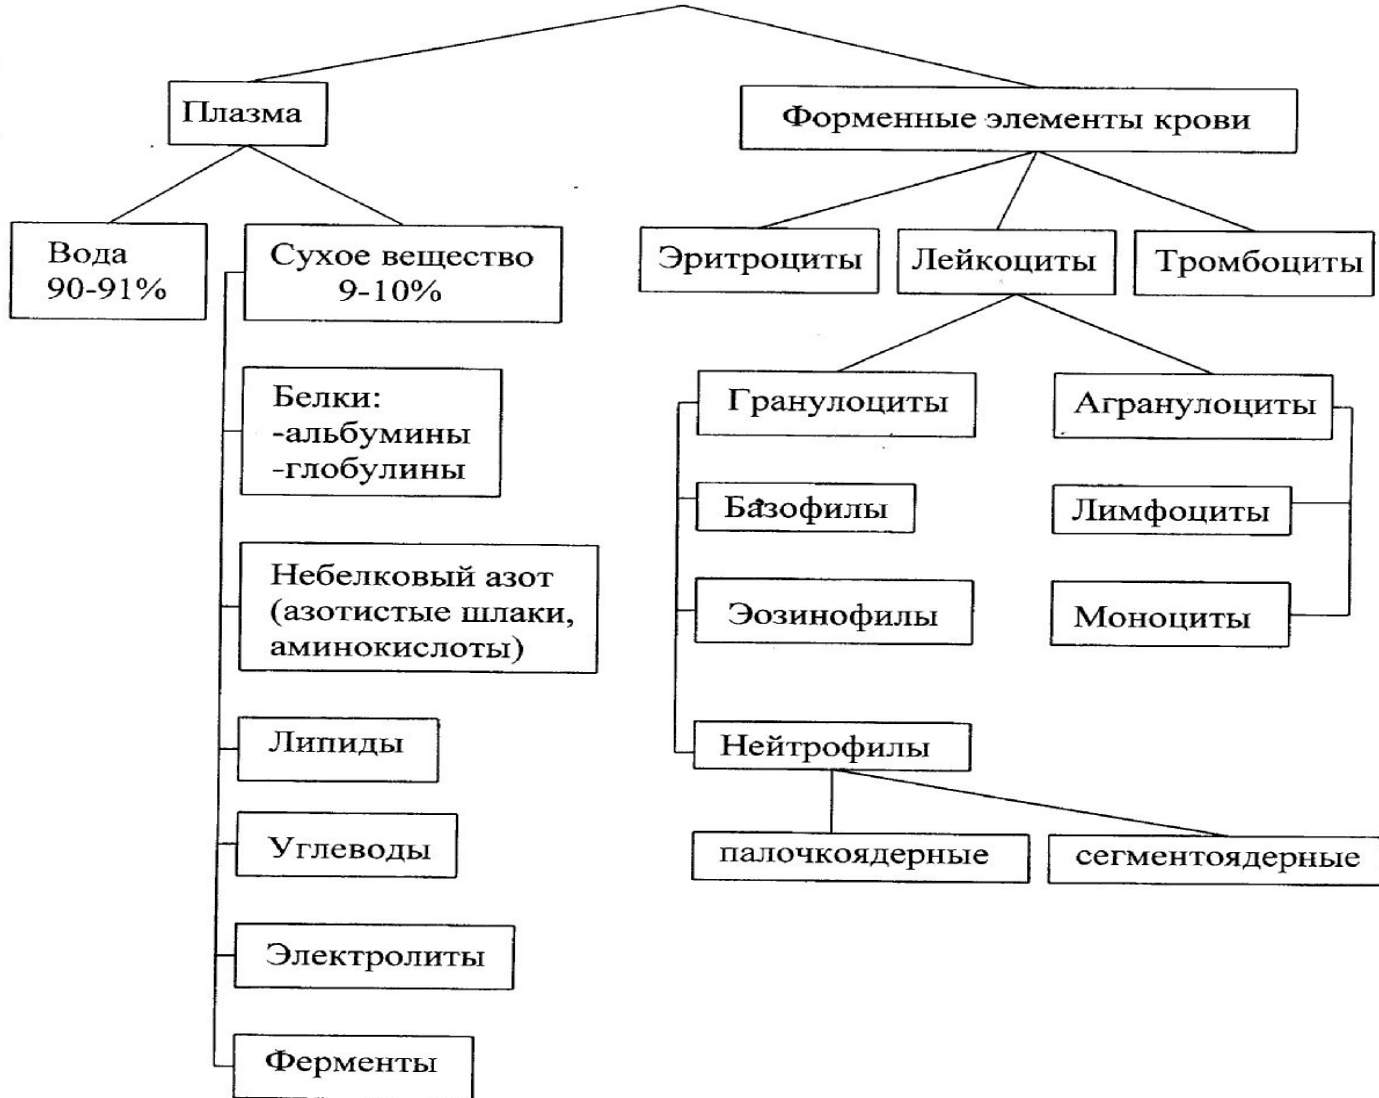 Плазма
Форменные элементы крови
Вода
90-91%
Сухое вещество
9-10%
Эритроциты
Лейкоциты
Тромбоциты
Белки:
-альбумины
-глобулины
Гранулоциты
Агранулоциты
Базофилы
Лимфоциты
Небелковый азот
(азотистые шлаки,
аминокислоты)
Эозинофилы
Моноциты
Липиды
Нейтрофилы
Углеводы
палочкоядерные
сегментоядерные
Электролиты
Ферменты